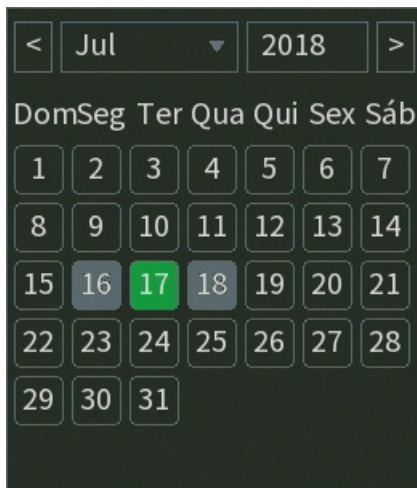 < Jul 2018 >
Dom Seg Ter Qua Qui Sex Sáb
1 2 3 4 5 6 7
8 9 10 11 12 13 14
15 16 17 18 19 20 21
22 23 24 25 26 27 28
29 30 31